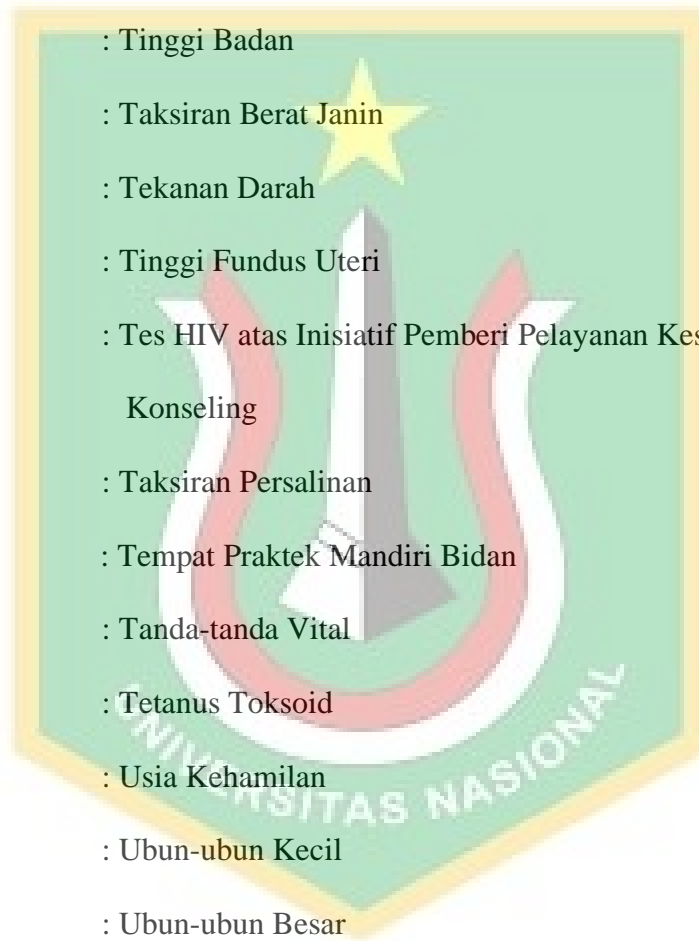 : Tinggi Badan
: Taksiran Berat Janin
: Tekanan Darah
: Tinggi Fundus Uteri
: Tes HIV atas Inisiatif Pemberi Pelayanan Kes
Konseling
: Taksiran Persalinan
: Tempat Praktek Mandiri Bidan
: Tanda-tanda Vital
: Tetanus Toksoid
: Usia Kehamilan
: Ubun-ubun Kecil
: Ubun-ubun Besar
UNIVERSITAS NASIONAL